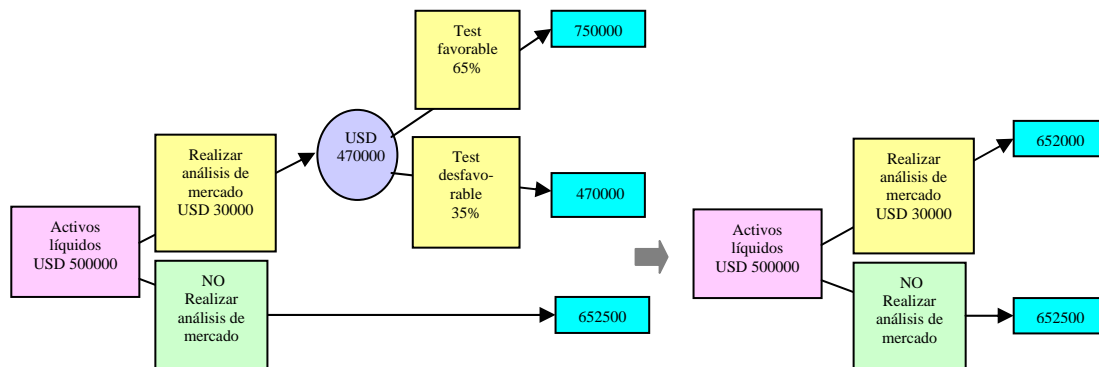 Test
favorable
65%
750000
USD
470000
Realizar
análisis de
mercado
USD 30000
Test
desfavo-
rable
35%
470000
Activos
líquidos
USD 500000
NO
Realizar
análisis de
mercado
652500
652000
Realizar
análisis de
mercado
USD 30000
Activos
líquidos
USD 500000
NO
Realizar
análisis de
mercado
652500